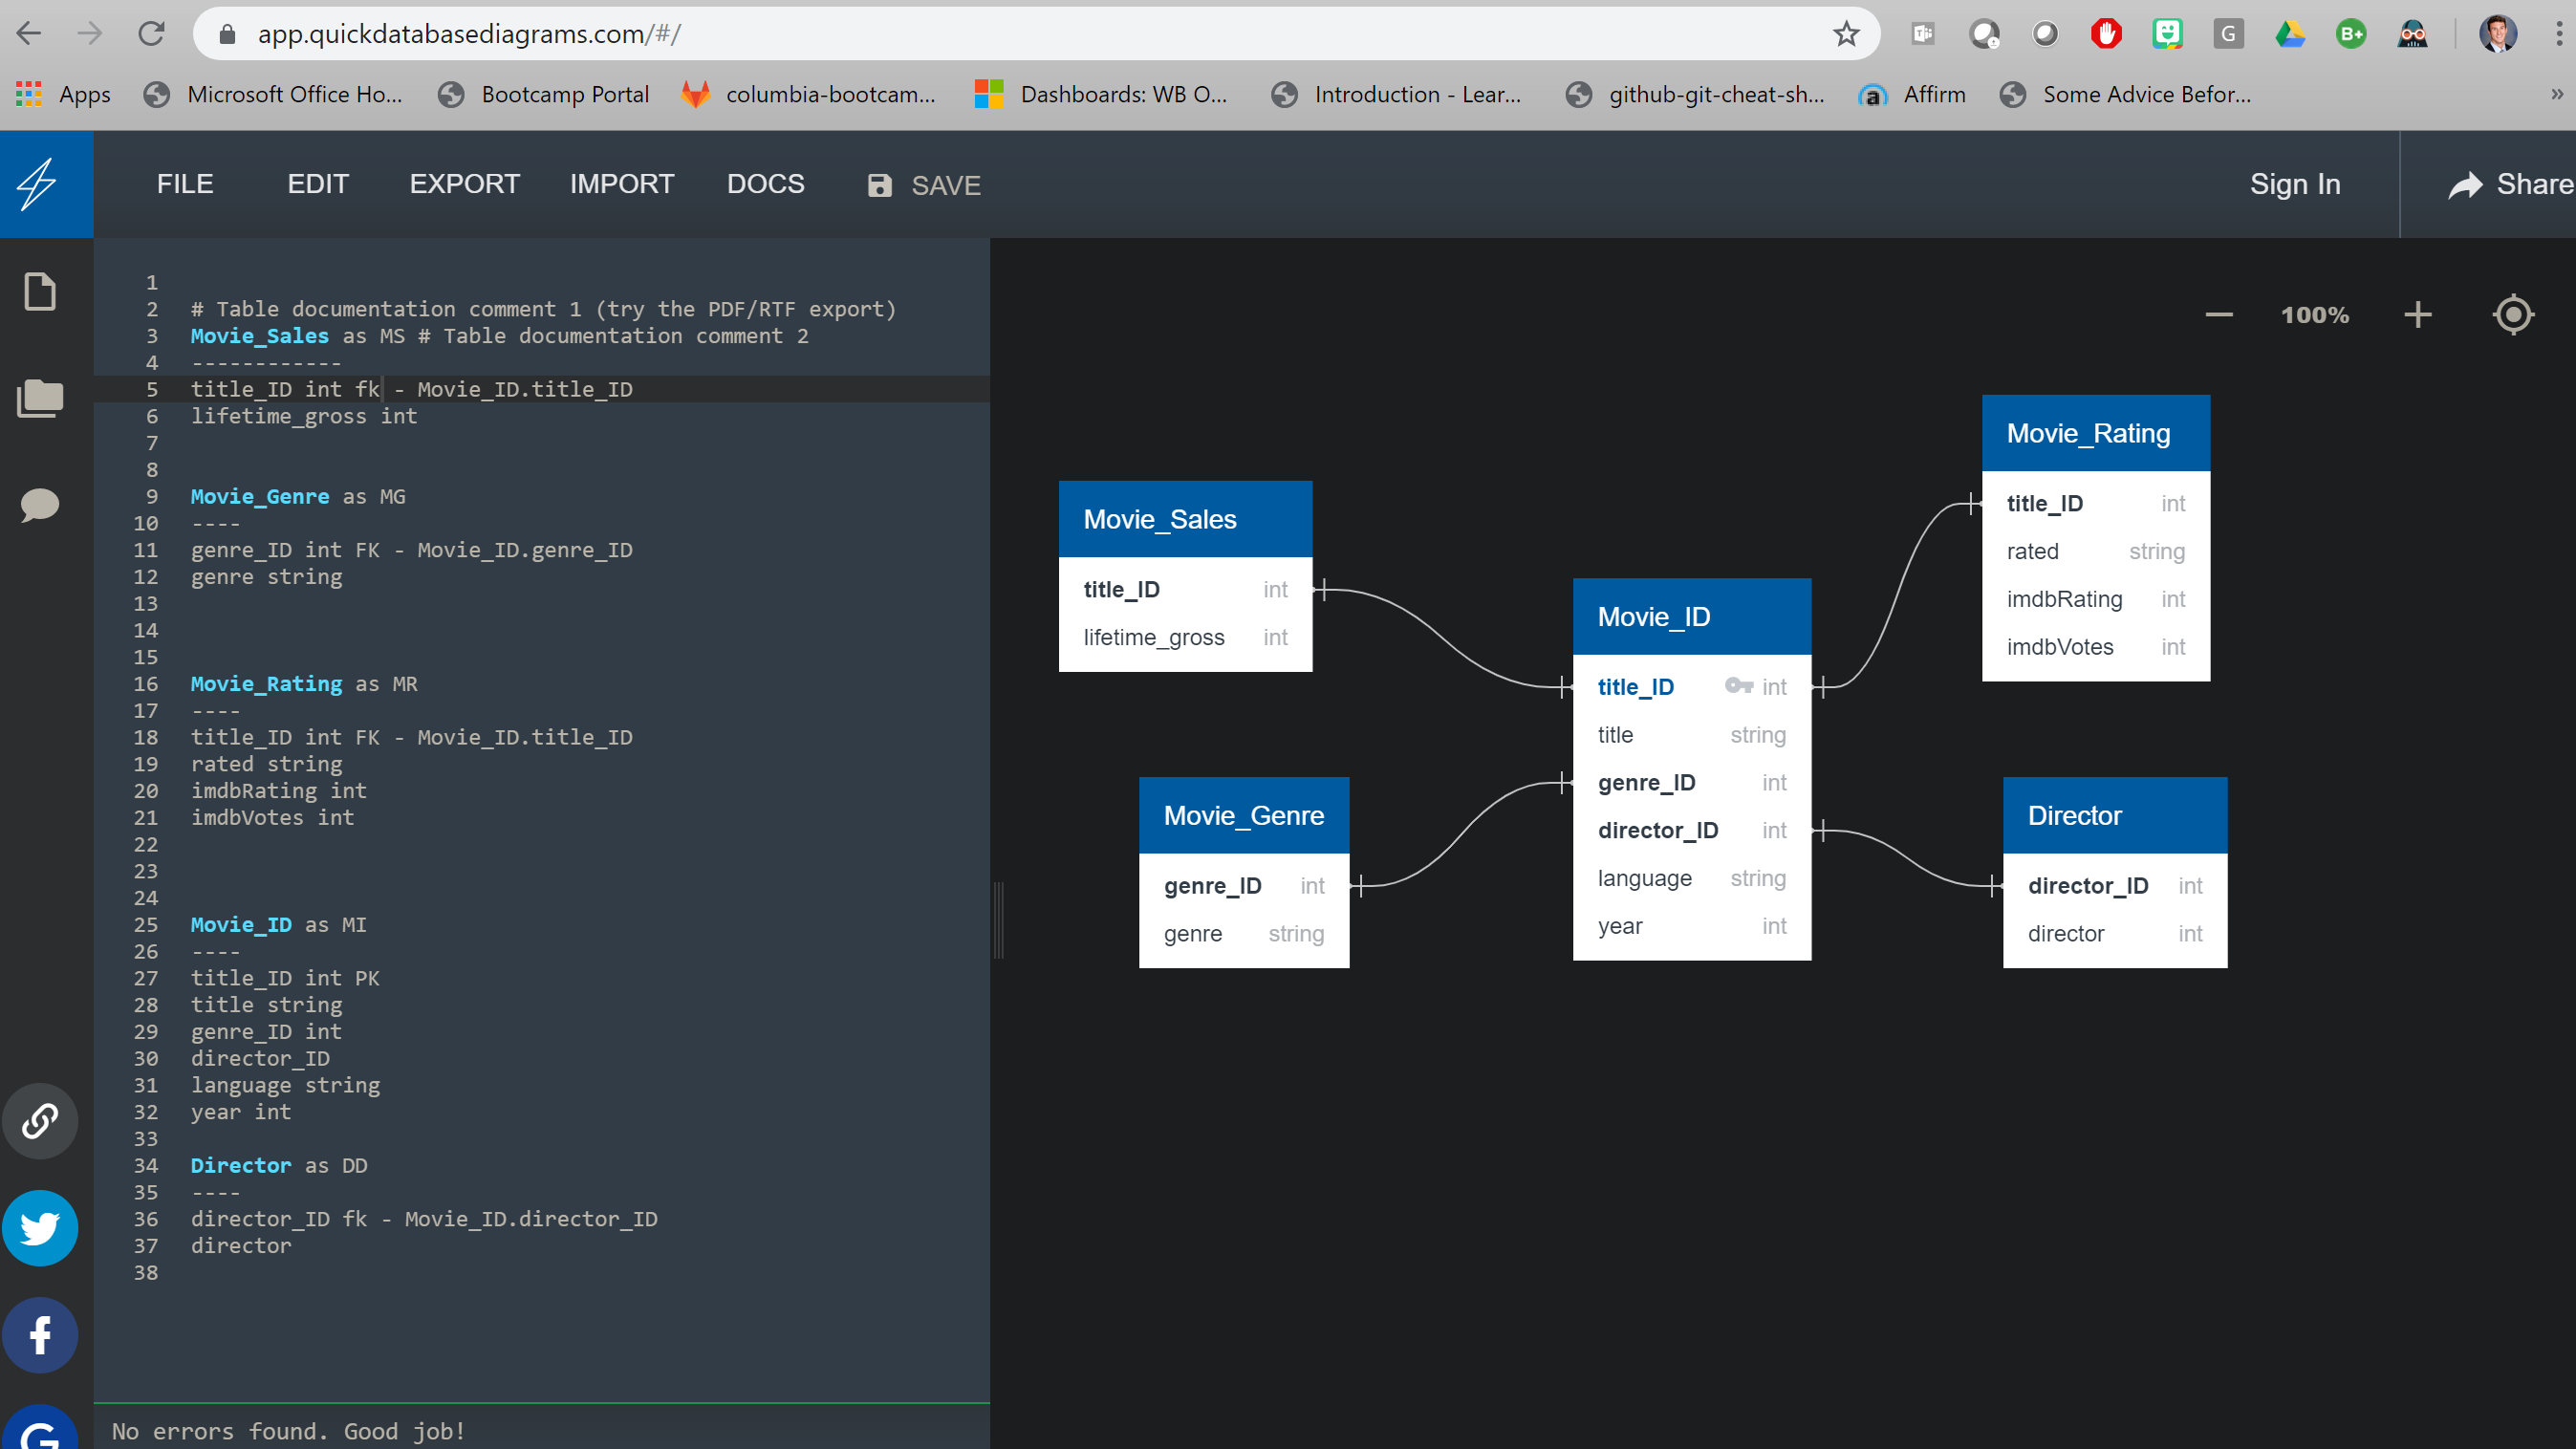 app.quickdatabasediagrams.com/#/
Apps Microsoft Office Ho... Bootcamp Portal columbia-bootcam... Dashboards: WB O... Introduction - Lear... github-git-cheat-sh... Affirm Some Advice Befor... »
FILE EDIT EXPORT IMPORT DOCS SAVE Sign In Share
1
2 # Table documentation comment 1 (try the PDF/RTF export)
3 Movie_Sales as MS # Table documentation comment 2
4 ------------
5 title_ID int fk - Movie_ID.title_ID
6 lifetime_gross int
7
8
9 Movie_Genre as MG
10 ----
11 genre_ID int FK - Movie_ID.genre_ID
12 genre string
13
14
15
16 Movie_Rating as MR
17 ----
18 title_ID int FK - Movie_ID.title_ID
19 rated string
20 imdbRating int
21 imdbVotes int
22
23
24
25 Movie_ID as MI
26 ----
27 title_ID int PK
28 title string
29 genre_ID int
30 director_ID
31 language string
32 year int
33
34 Director as DD
35 ----
36 director_ID fk - Movie_ID.director_ID
37 director
38
No errors found. Good job!
100%
Movie_Sales
title_ID int
lifetime_gross int
Movie_Genre
genre_ID int
genre string
Movie_ID
title_ID int
title string
genre_ID int
director_ID int
language string
year int
Movie_Rating
title_ID int
rated string
imdbRating int
imdbVotes int
Director
director_ID int
director int